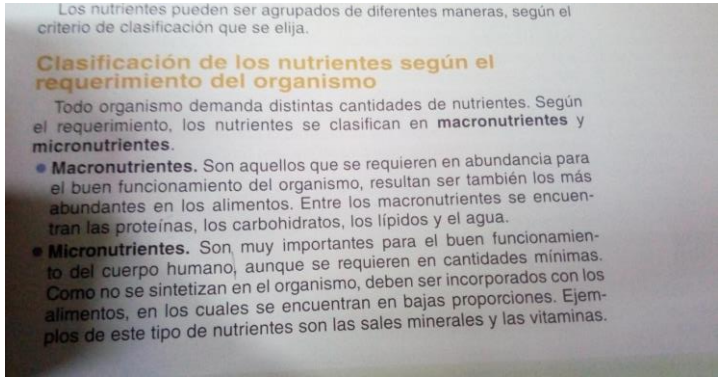 Los nutrientes pueden ser agrupados de diferentes maneras, según el
criterio de clasificación que se elija.
Clasificación de los nutrientes según el
requerimiento del organismo
Todo organismo demanda distintas cantidades de nutrientes. Según
el requerimiento, los nutrientes se clasifican en macronutrientes y
micronutrientes.
• Macronutrientes. Son aquellos que se requieren en abundancia para
el buen funcionamiento del organismo, resultan ser también los más
abundantes en los alimentos. Entre los macronutrientes se encuen-
tran las proteínas, los carbohidratos, los lípidos y el agua.
• Micronutrientes. Son muy importantes para el buen funcionamien-
to del cuerpo humano, aunque se requieren en cantidades mínimas.
Como no se sintetizan en el organismo, deben ser incorporados con los
alimentos, en los cuales se encuentran en bajas proporciones. Ejem-
plos de este tipo de nutrientes son las sales minerales y las vitaminas.